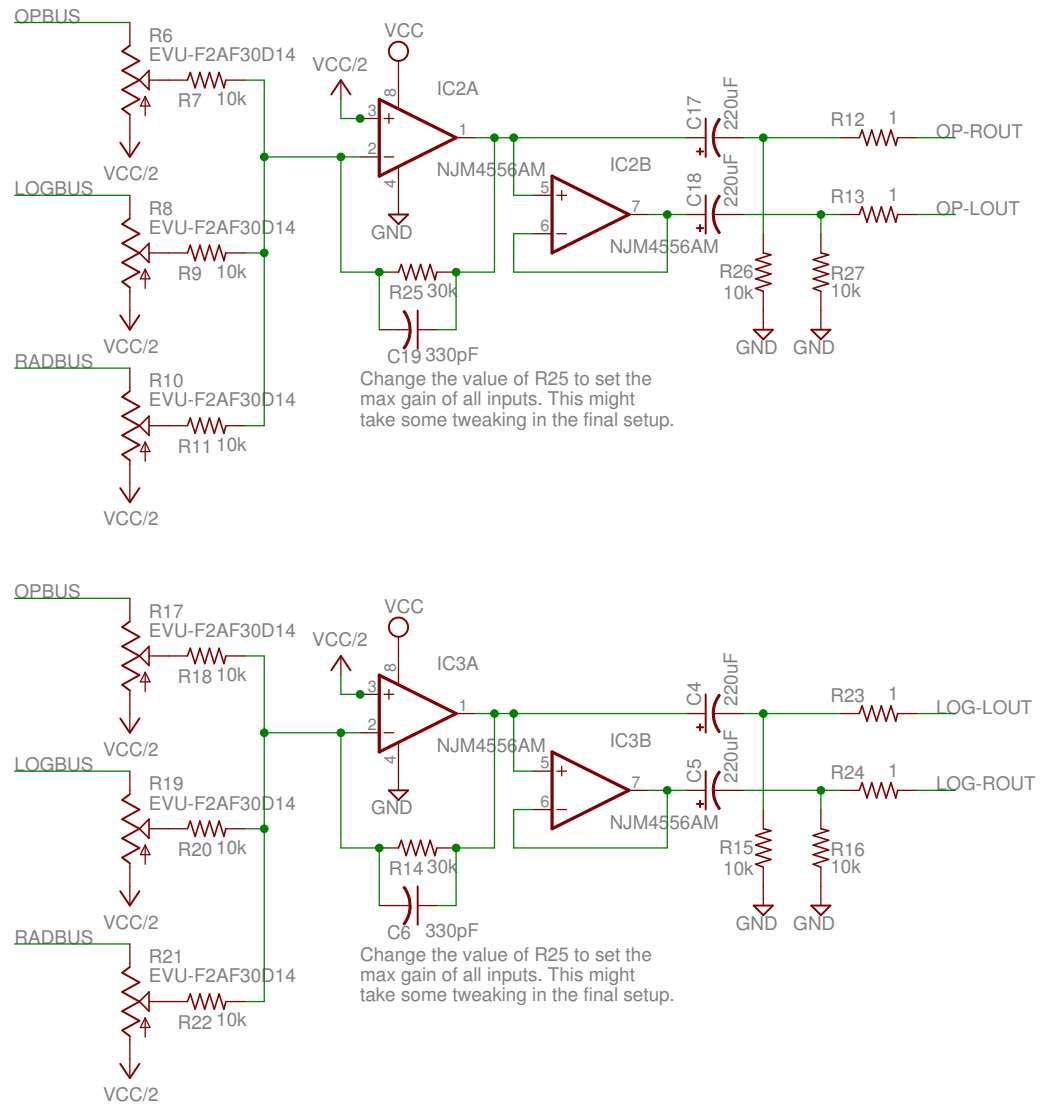 OPBUS
R6
EVU-F2AF30D14
R7 10k
VCC/2
LOGBUS
R8
EVU-F2AF30D14
R9 10k
VCC/2
RADBUS
R10
EVU-F2AF30D14
R11 10k
VCC/2
VCC
VCC/2
IC2A
8
3
2
1
4
NJM4556AM
GND
IC2B
5
6
7
NJM4556AM
R25 30k
C19 330pF
Change the value of R25 to set the
max gain of all inputs. This might
take some tweaking in the final setup.
C17
220uF
C18
220uF
R12 1
OP-ROUT
R13 1
OP-LOUT
R26
10k
R27
10k
GND
GND
OPBUS
R17
EVU-F2AF30D14
R18 10k
VCC/2
LOGBUS
R19
EVU-F2AF30D14
R20 10k
VCC/2
RADBUS
R21
EVU-F2AF30D14
R22 10k
VCC/2
VCC
VCC/2
IC3A
8
3
2
1
4
NJM4556AM
GND
IC3B
5
6
7
NJM4556AM
R14 30k
C6 330pF
Change the value of R25 to set the
max gain of all inputs. This might
take some tweaking in the final setup.
C4
220uF
C5
220uF
R23 1
LOG-LOUT
R24 1
LOG-ROUT
R15
10k
R16
10k
GND
GND